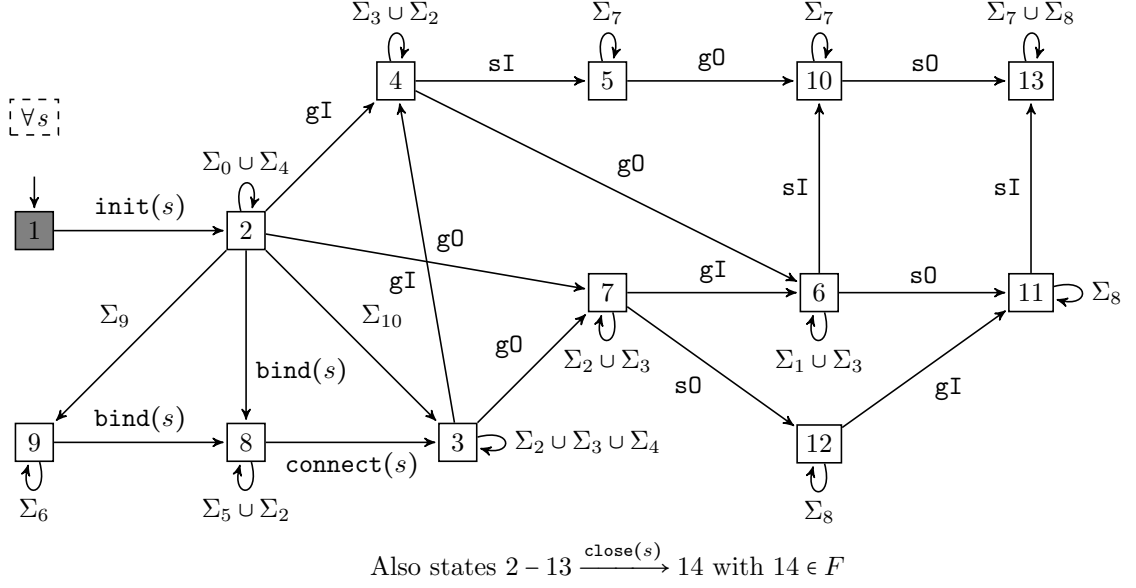 Σ₃ ∪ Σ₂ Σ₇ Σ₇ Σ₇ ∪ Σ₈
4 sI 5 gO 10 sO 13
∀s gI
Σ₀ ∪ Σ₄ gO
1 init(s) 2 sI sI
gO
gI 7 gI 6 sO 11 Σ₈
Σ₉ Σ₁₀
gO Σ₂ ∪ Σ₃ Σ₁ ∪ Σ₃
bind(s) sO gI
9 bind(s) 8 connect(s) 3 Σ₂ ∪ Σ₃ ∪ Σ₄ 12
Σ₆ Σ₅ ∪ Σ₂ Σ₈
Also states 2 – 13 —close(s)→ 14 with 14 ∈ F